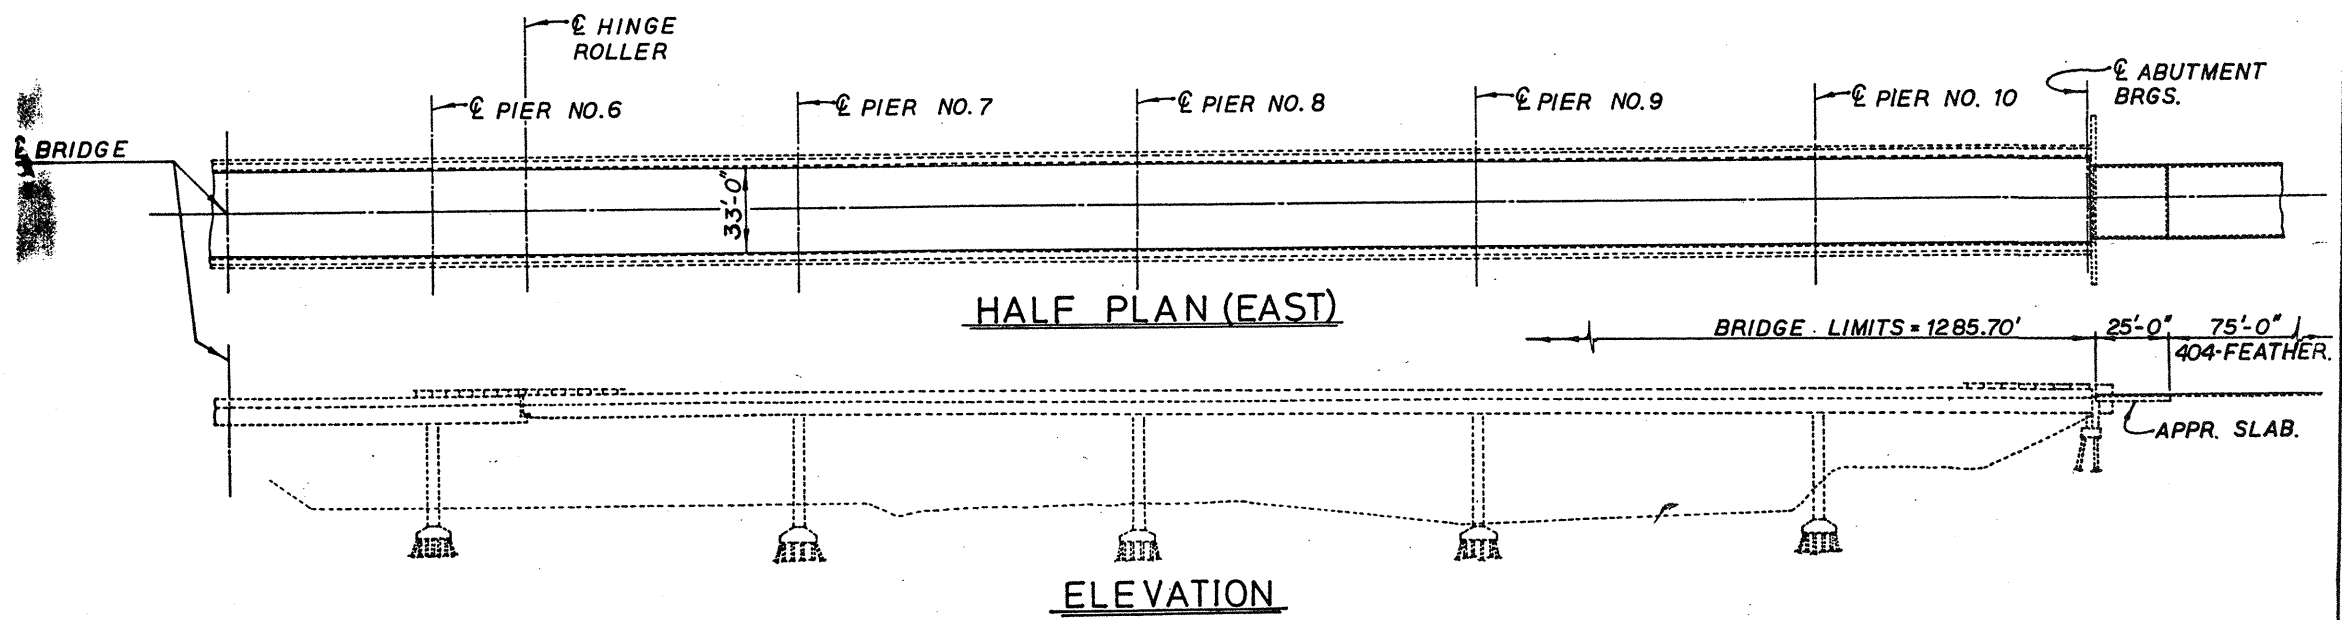 ℄ HINGE
ROLLER
℄ ABUTMENT
BRGS.
℄ PIER NO. 6
℄ PIER NO. 7
℄ PIER NO. 8
℄ PIER NO. 9
℄ PIER NO. 10
℄ BRIDGE
33'-0"
HALF PLAN (EAST)
BRIDGE LIMITS = 1285.70'
25'-0"
75'-0"
404-FEATHER.
APPR. SLAB.
ELEVATION